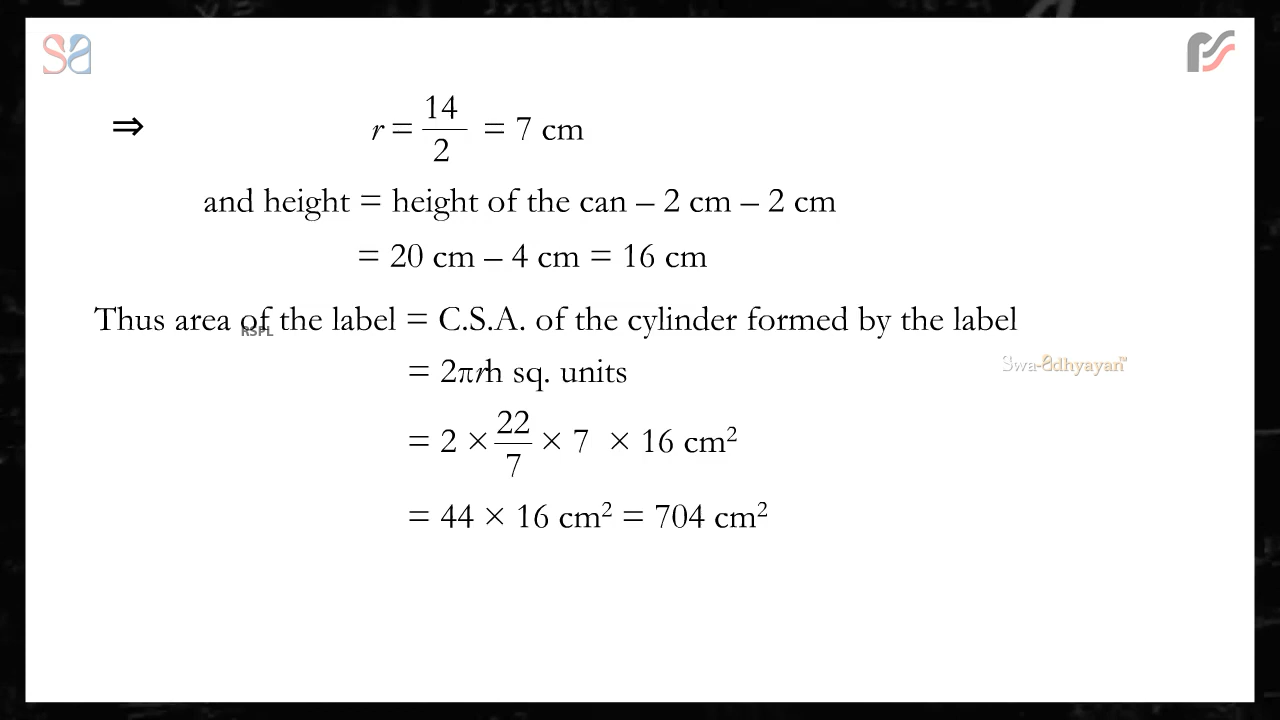 Sa
⇒ r = 14/2 = 7 cm
and height = height of the can – 2 cm – 2 cm
= 20 cm – 4 cm = 16 cm
Thus area of the label = C.S.A. of the cylinder formed by the label
RSPL
Swa-adhyayan™
= 2πrh sq. units
= 2 × 22/7 × 7 × 16 cm²
= 44 × 16 cm² = 704 cm²